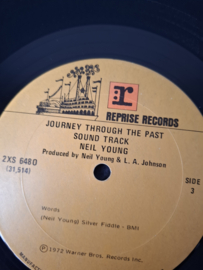 r
REPRISE RECORDS
JOURNEY THROUGH THE PAST
SOUND TRACK
NEIL YOUNG
Produced by Neil Young & L. A. Johnson
2XS 6480
(31,514)
SIDE
3
Words
(Neil Young) Silver Fiddle - BMI
℗ 1972 Warner Bros. Records Inc.